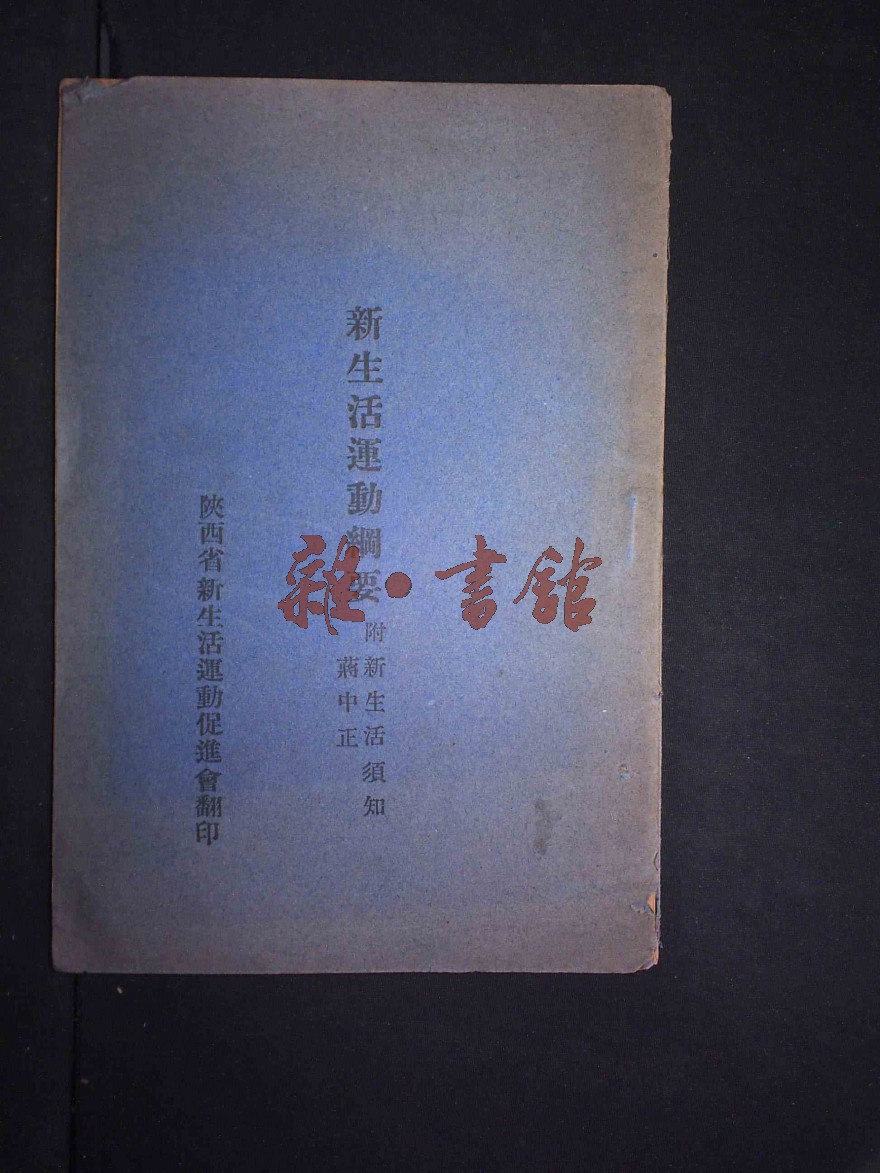 新生活運動綱要
附新生活須知
蔣中正
陝西省新生活運動促進會翻印
雜·書館